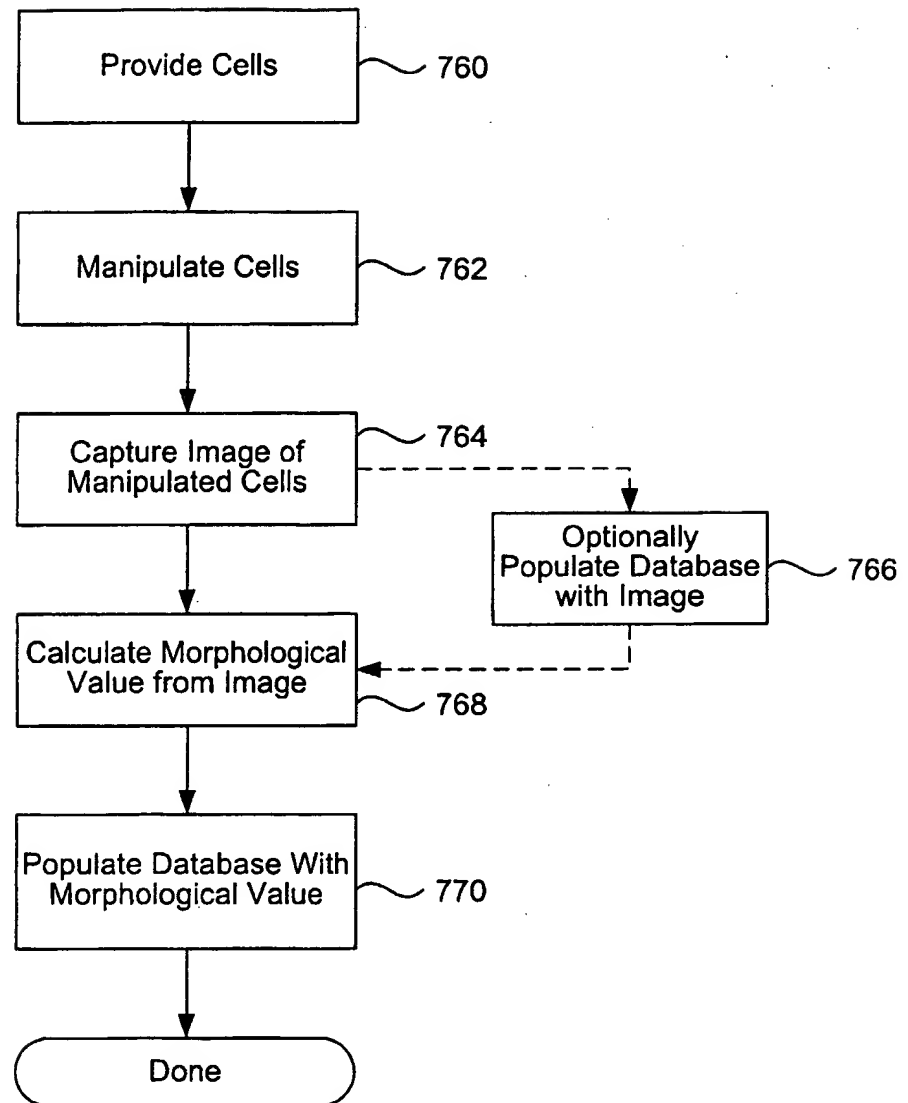 Provide Cells
760
Manipulate Cells
762
Capture Image of
Manipulated Cells
764
Optionally
Populate Database
with Image
766
Calculate Morphological
Value from Image
768
Populate Database With
Morphological Value
770
Done